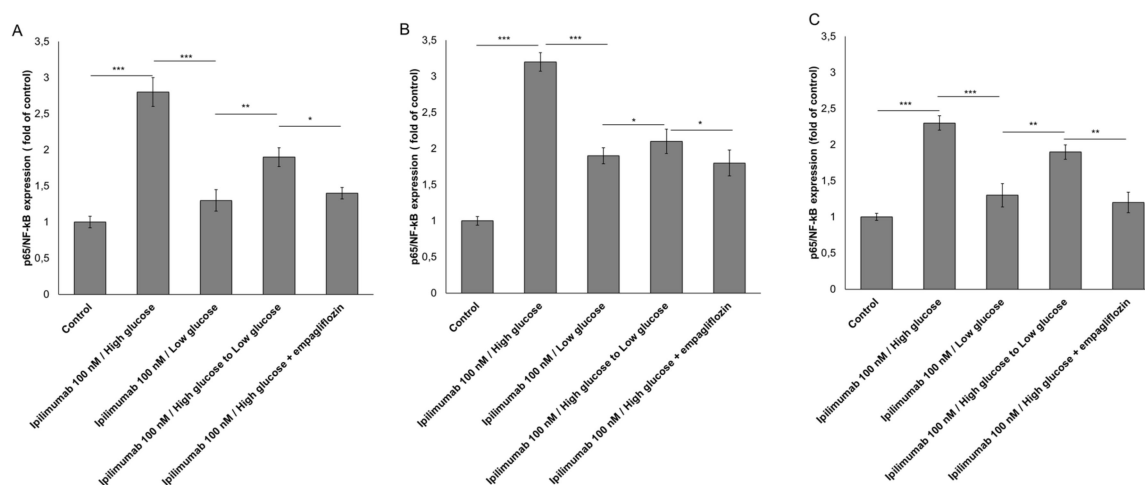 A
p65/NF-kB expression ( fold of control)
3,5
3
2,5
2
1,5
1
0,5
0
***
***
**
*
Control
Ipilimumab 100 nM / High glucose
Ipilimumab 100 nM / Low glucose
Ipilimumab 100 nM / High glucose to Low glucose
Ipilimumab 100 nM / High glucose + empagliflozin
B
p65/NF-kB expression ( fold of control)
3,5
3
2,5
2
1,5
1
0,5
0
***
***
*
*
Control
Ipilimumab 100 nM / High glucose
Ipilimumab 100 nM / Low glucose
Ipilimumab 100 nM / High glucose to Low glucose
Ipilimumab 100 nM / High glucose + empagliflozin
C
p65/NF-kB expression (fold of control)
3,5
3
2,5
2
1,5
1
0,5
0
***
***
**
**
Control
Ipilimumab 100 nM / High glucose
Ipilimumab 100 nM / Low glucose
Ipilimumab 100 nM / High glucose to Low glucose
Ipilimumab 100 nM / High glucose + empagliflozin